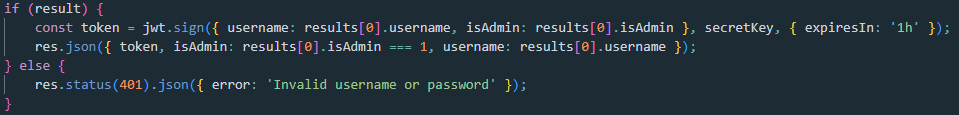 if (result) {
    const token = jwt.sign({ username: results[0].username, isAdmin: results[0].isAdmin }, secretKey, { expiresIn: '1h' });
    res.json({ token, isAdmin: results[0].isAdmin === 1, username: results[0].username });
} else {
    res.status(401).json({ error: 'Invalid username or password' });
}